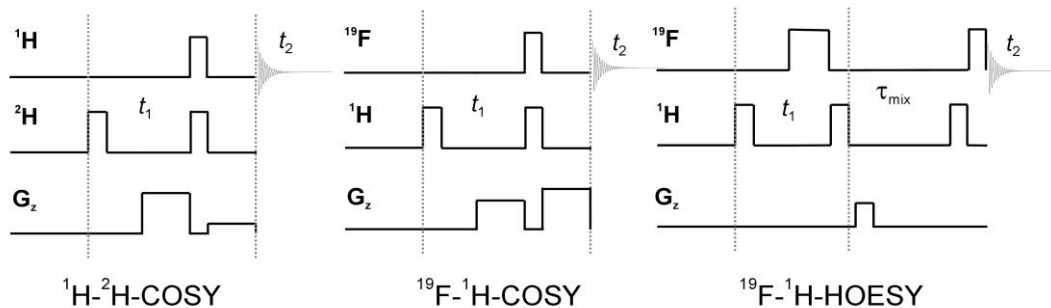 ¹H
t₂
²H
t₁
G_z
¹H-²H-COSY
¹⁹F
t₂
¹H
t₁
G_z
¹⁹F-¹H-COSY
¹⁹F
t₂
τ_mix
¹H
t₁
G_z
¹⁹F-¹H-HOESY